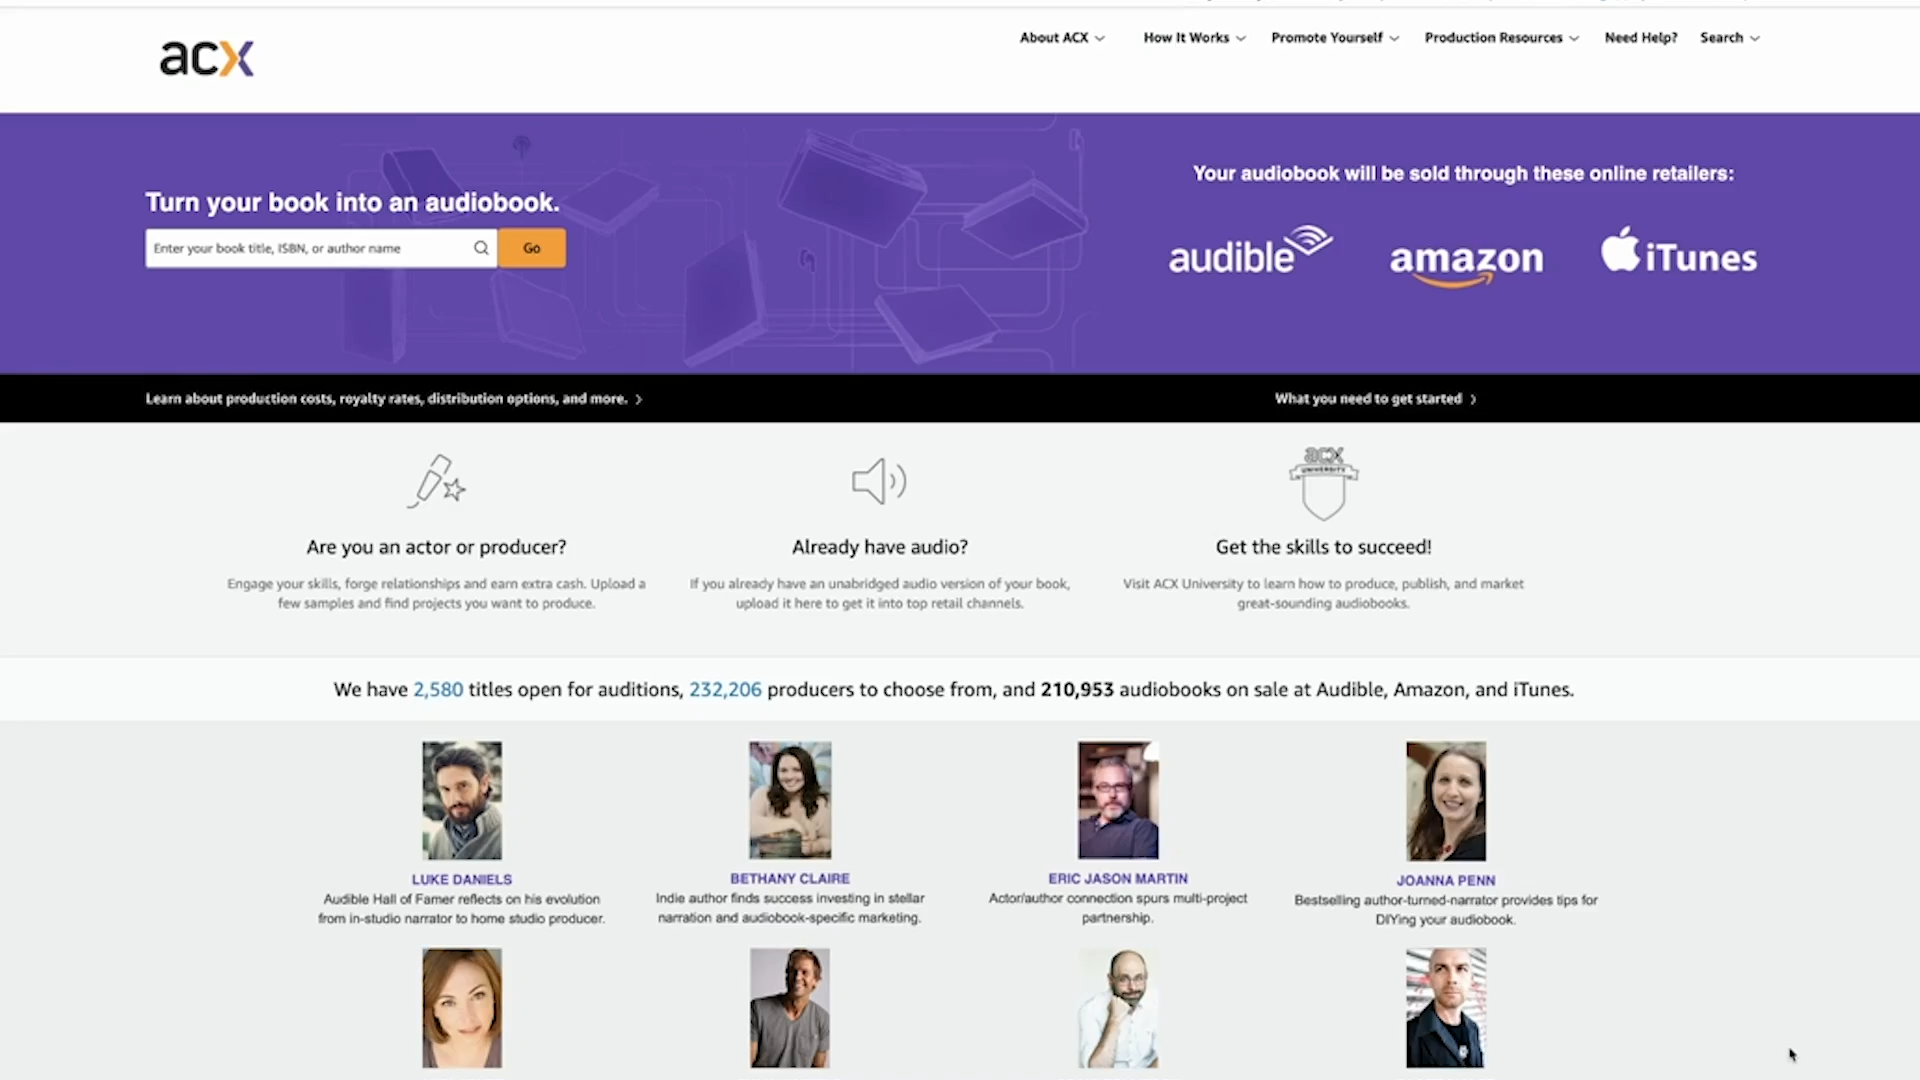 acx
About ACX
How It Works
Promote Yourself
Production Resources
Need Help?
Search
Turn your book into an audiobook.
Enter your book title, ISBN, or author name
Go
Your audiobook will be sold through these online retailers:
audible
amazon
iTunes
Learn about production costs, royalty rates, distribution options, and more.
What you need to get started
acx
UNIVERSITY
Are you an actor or producer?
Engage your skills, forge relationships and earn extra cash. Upload a
few samples and find projects you want to produce.
Already have audio?
If you already have an unabridged audio version of your book,
upload it here to get it into top retail channels.
Get the skills to succeed!
Visit ACX University to learn how to produce, publish, and market
great-sounding audiobooks.
We have 2,580 titles open for auditions, 232,206 producers to choose from, and 210,953 audiobooks on sale at Audible, Amazon, and iTunes.
LUKE DANIELS
Audible Hall of Famer reflects on his evolution
from in-studio narrator to home studio producer.
BETHANY CLAIRE
Indie author finds success investing in stellar
narration and audiobook-specific marketing.
ERIC JASON MARTIN
Actor/author connection spurs multi-project
partnership.
JOANNA PENN
Bestselling author-turned-narrator provides tips for
DIYing your audiobook.